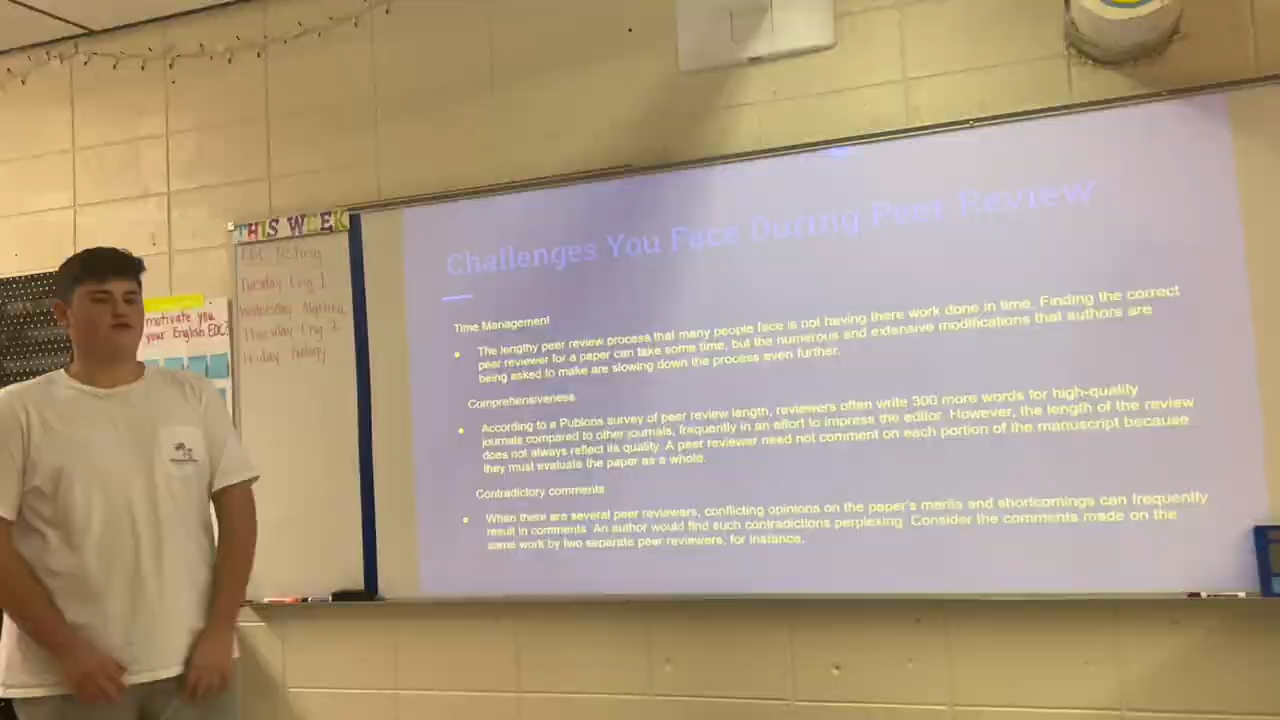 THIS WEEK
Testing
Tuesday Eng 1
Wednesday Algebra
Thursday Eng 2
Friday Biology
motivate you
your English EOC?
Challenges You Face During Peer Review
Time Management
The lengthy peer review process that many people face is not having there work done in time. Finding the correct
peer reviewer for a paper can take some time, but the numerous and extensive modifications that authors are
being asked to make are slowing down the process even further.
Comprehensiveness
According to a Publons survey of peer review length, reviewers often write 300 more words for high-quality
journals compared to other journals, frequently in an effort to impress the editor. However, the length of the review
does not always reflect its quality. A peer reviewer need not comment on each portion of the manuscript because
they must evaluate the paper as a whole.
Contradictory comments
When there are several peer reviewers, conflicting opinions on the paper's merits and shortcomings can frequently
result in comments. An author would find such contradictions perplexing. Consider the comments made on the
same work by two separate peer reviewers, for instance.